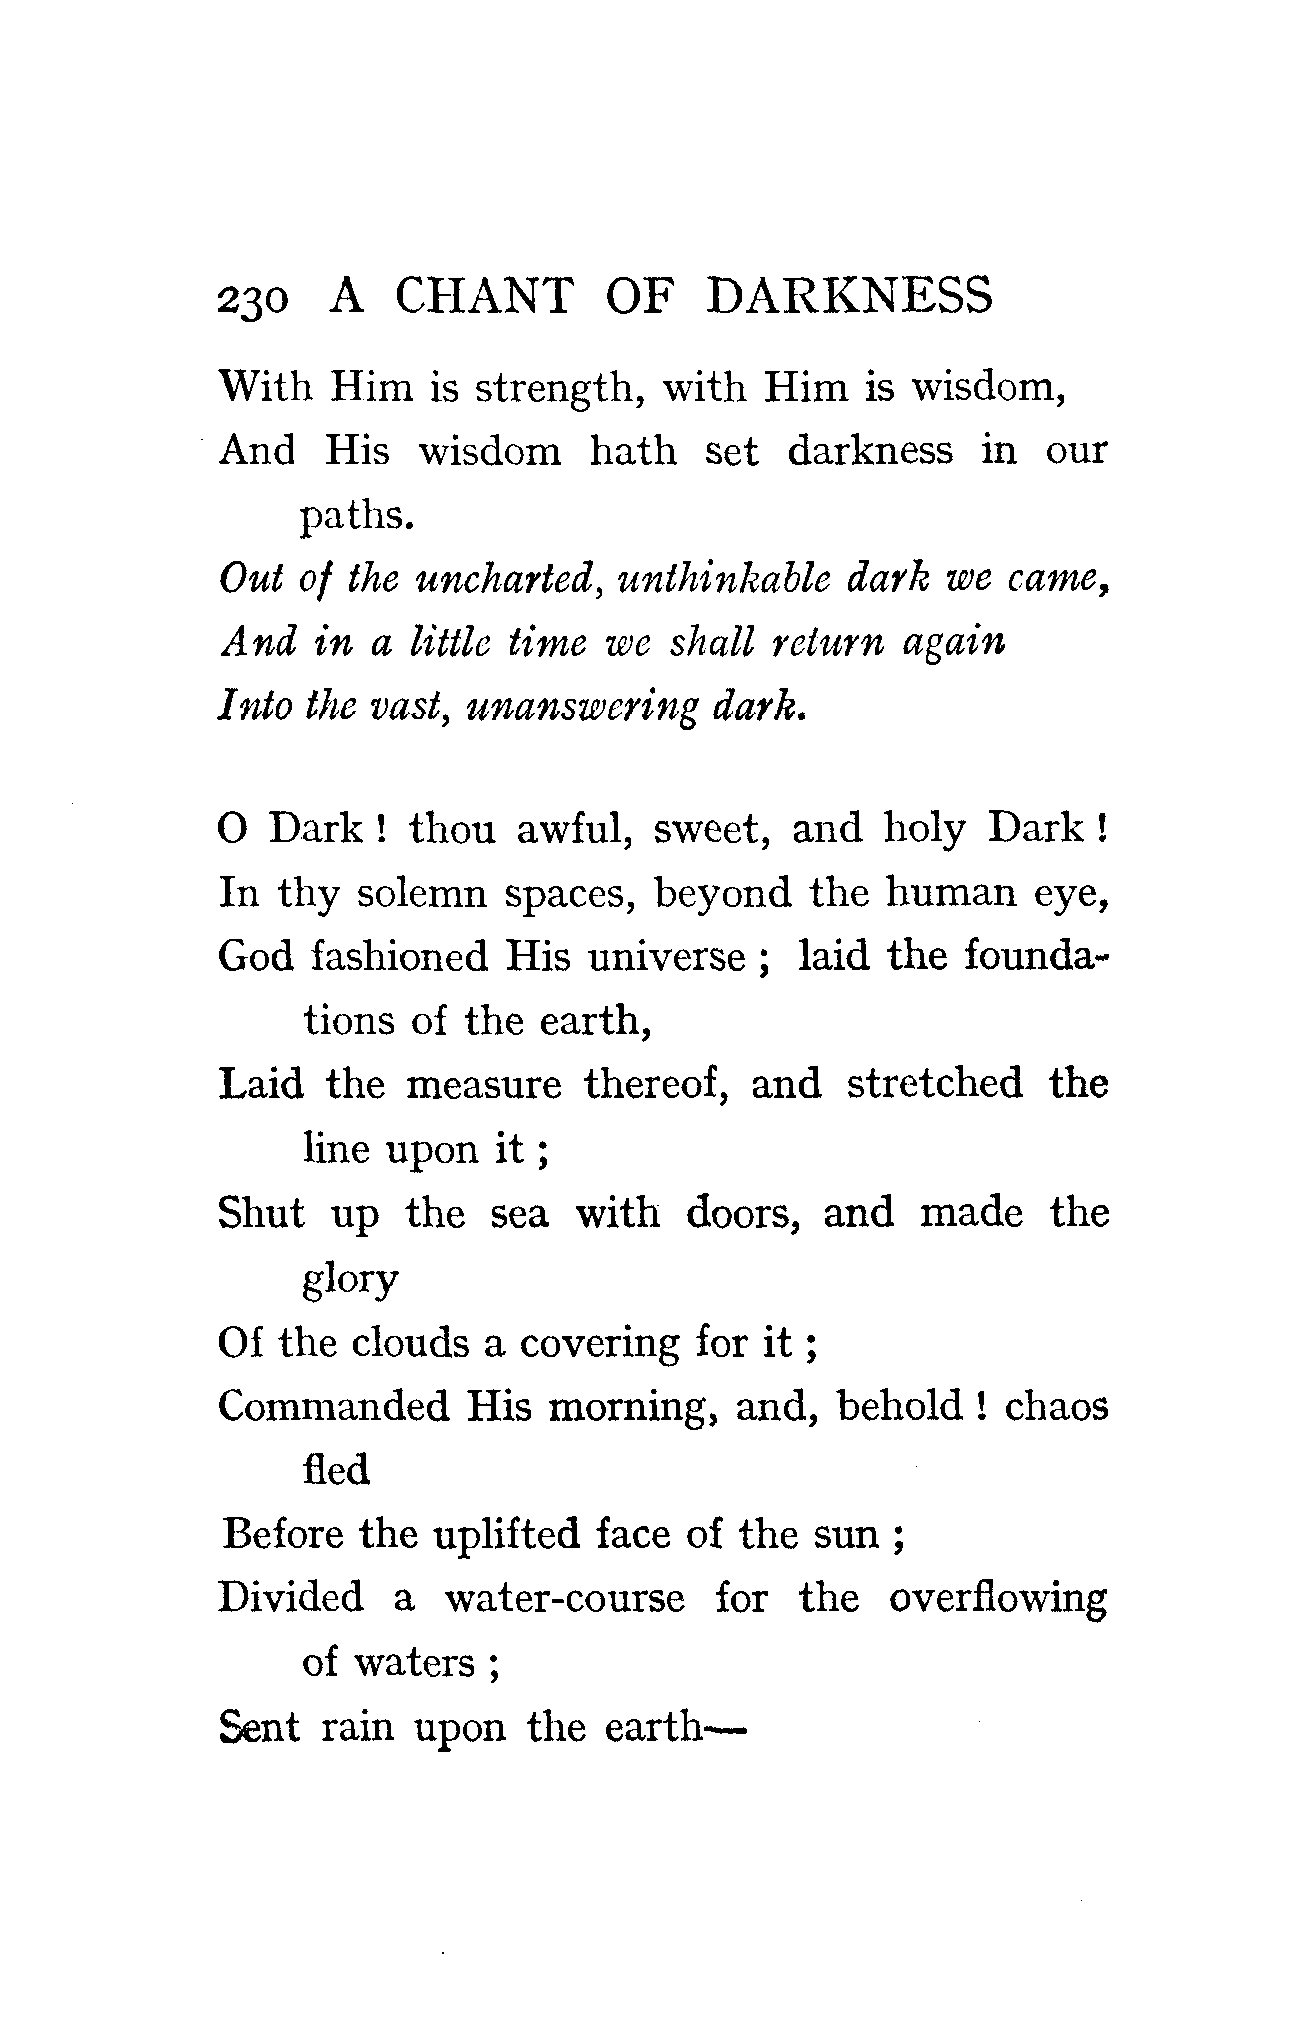 230 A CHANT OF DARKNESS
With Him is strength, with Him is wisdom,
And His wisdom hath set darkness in our
paths.
Out of the uncharted, unthinkable dark we came,
And in a little time we shall return again
Into the vast, unanswering dark.
O Dark ! thou awful, sweet, and holy Dark !
In thy solemn spaces, beyond the human eye,
God fashioned His universe ; laid the founda-
tions of the earth,
Laid the measure thereof, and stretched the
line upon it ;
Shut up the sea with doors, and made the
glory
Of the clouds a covering for it ;
Commanded His morning, and, behold ! chaos
fled
Before the uplifted face of the sun ;
Divided a water-course for the overflowing
of waters ;
Sent rain upon the earth—